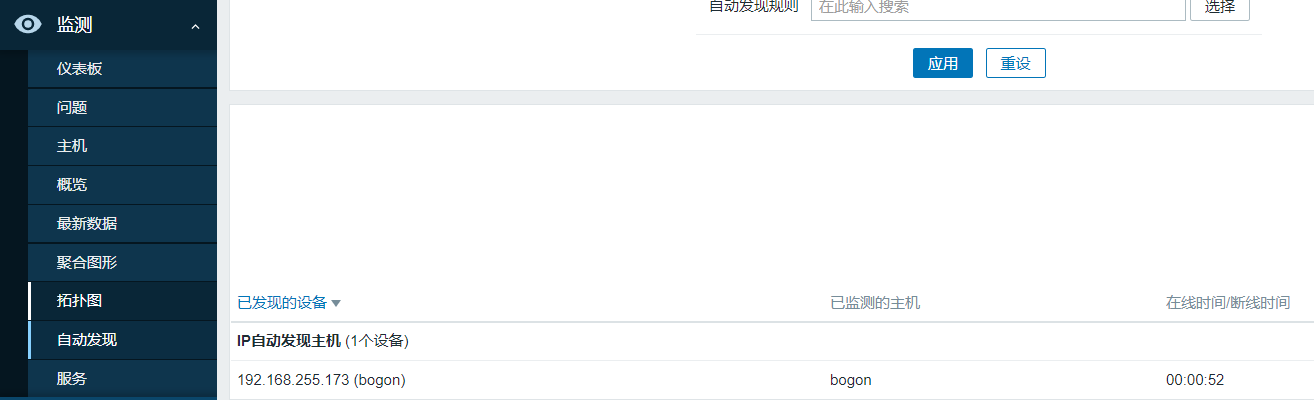 监测
仪表板
问题
主机
概览
最新数据
聚合图形
拓扑图
自动发现
服务
自动发现规则 在此输入搜索 选择
应用 重设
已发现的设备 已监测的主机 在线时间/断线时间
IP自动发现主机 (1个设备)
192.168.255.173 (bogon) bogon 00:00:52